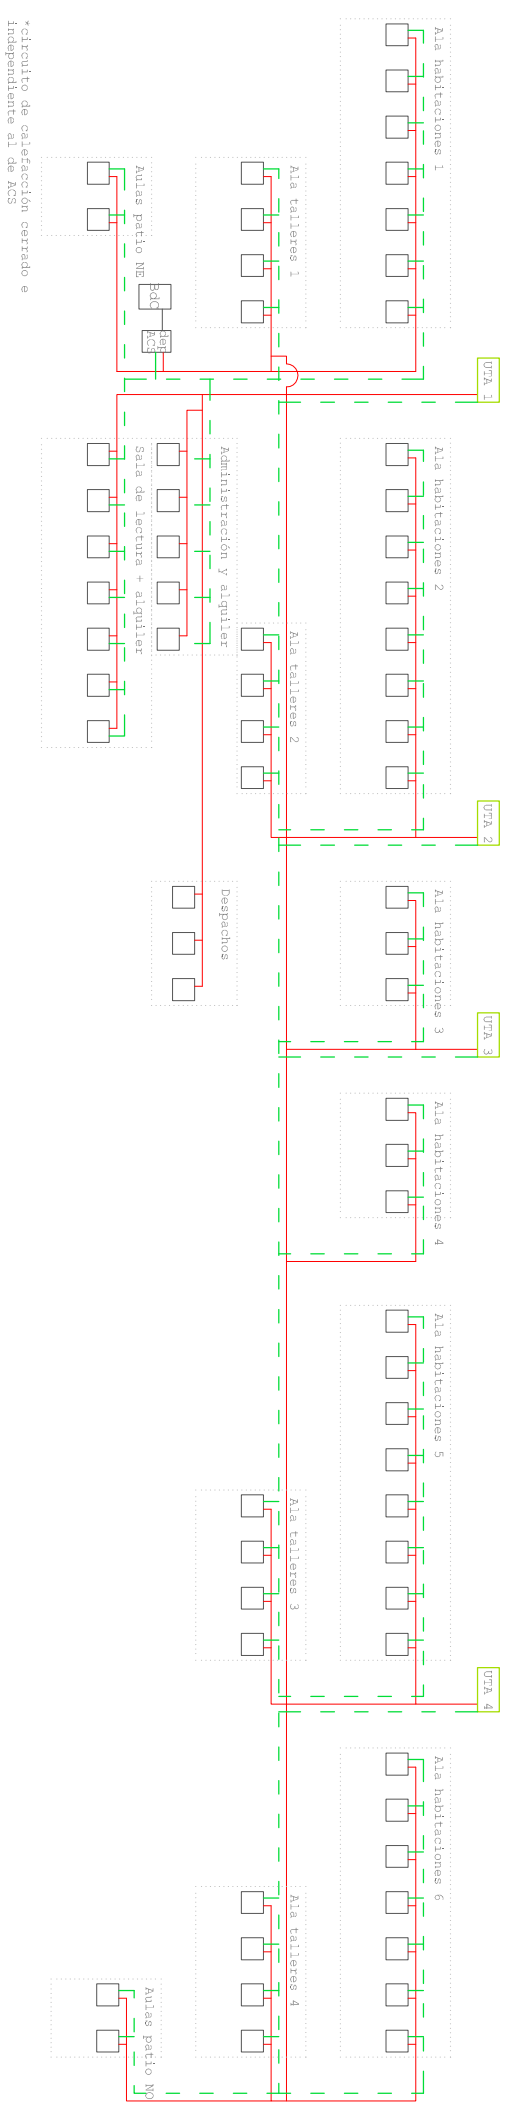 UTA 1
UTA 2
UTA 3
UTA 4
Ala habitaciones 1
Ala habitaciones 2
Ala habitaciones 3
Ala habitaciones 4
Ala habitaciones 5
Ala habitaciones 6
Ala talleres 1
Ala talleres 2
Ala talleres 3
Ala talleres 4
Administración y alquiler
Despachos
Aulas patio NE
BdC
dep
ACS
Sala de lectura + alquiler
Aulas patio NO
*circuito de calefacción cerrado e
independiente al de ACS